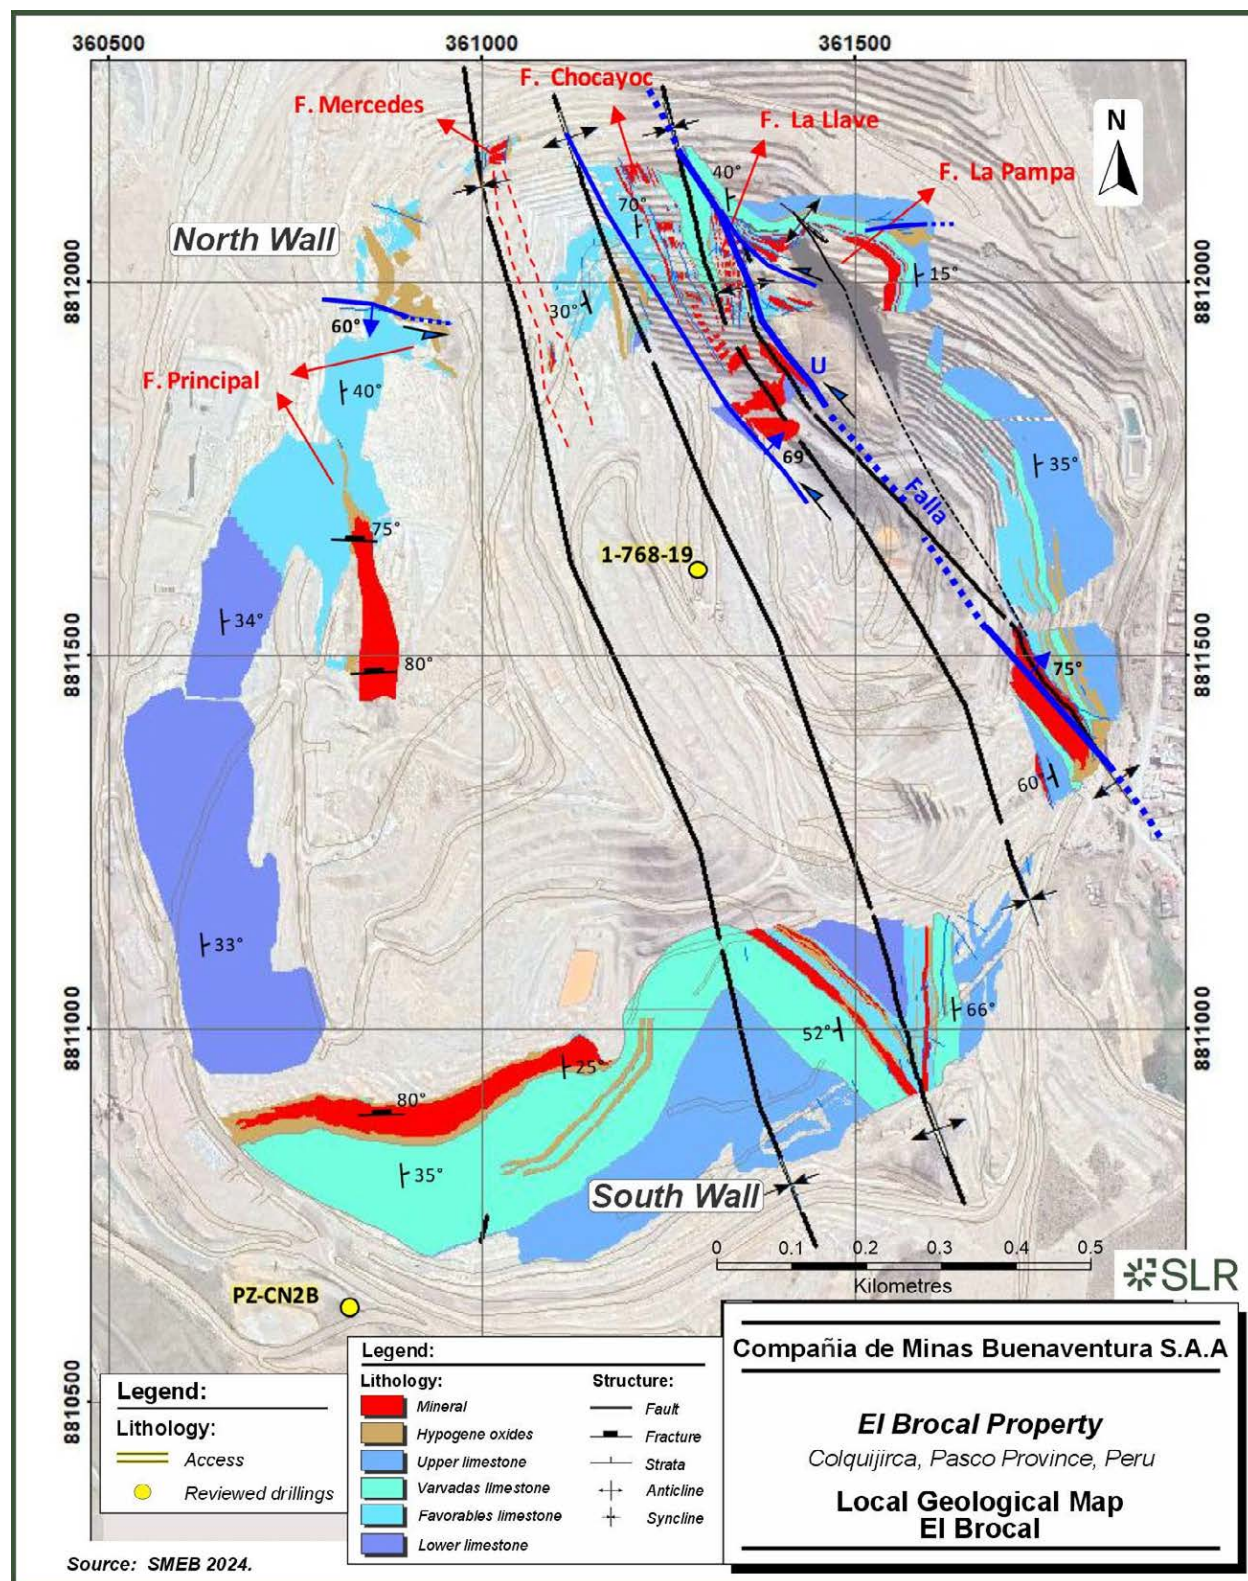 360500
361000
361500
F. Chocayoc
F. Mercedes
F. La Llave
N
F. La Pampa
40°
70°
North Wall
8812000
8812000
15°
30°
60°
F. Principal
U
40°
69°
35°
Falla
75°
1-768-19
34°
80°
8811500
8811500
75°
60°
33°
8811000
8811000
66°
52°
25°
80°
35°
South Wall
0 0.1 0.2 0.3 0.4 0.5
Kilometres
SLR
PZ-CN2B
8810500
Legend:
Lithology:
Access
Reviewed drillings
Legend:
Lithology:
Mineral
Hypogene oxides
Upper limestone
Varvadas limestone
Favorables limestone
Lower limestone
Structure:
Fault
Fracture
Strata
Anticline
Syncline
Compañia de Minas Buenaventura S.A.A
El Brocal Property
Colquijirca, Pasco Province, Peru
Local Geological Map
El Brocal
Source: SMEB 2024.